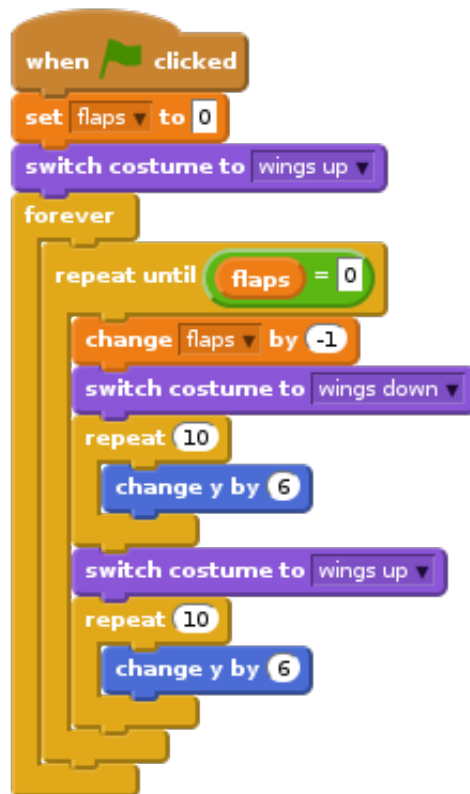 when clicked
set flaps to 0
switch costume to wings up
forever
repeat until flaps = 0
change flaps by -1
switch costume to wings down
repeat 10
change y by 6
switch costume to wings up
repeat 10
change y by 6